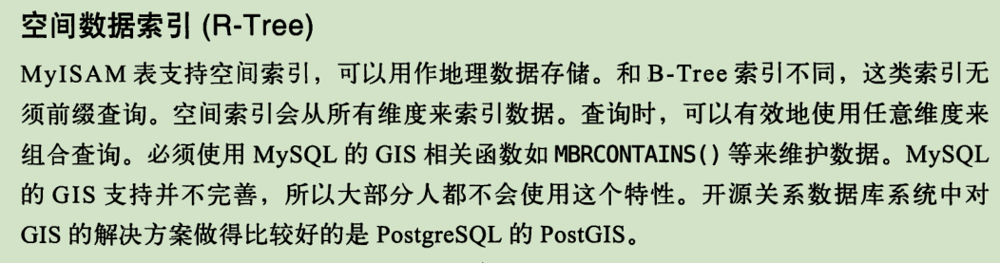 空间数据索引 (R-Tree)
MyISAM 表支持空间索引，可以用作地理数据存储。和 B-Tree 索引不同，这类索引无
须前缀查询。空间索引会从所有维度来索引数据。查询时，可以有效地使用任意维度来
组合查询。必须使用 MySQL 的 GIS 相关函数如 MBRCONTAINS() 等来维护数据。MySQL
的 GIS 支持并不完善，所以大部分人都不会使用这个特性。开源关系数据库系统中对
GIS 的解决方案做得比较好的是 PostgreSQL 的 PostGIS。